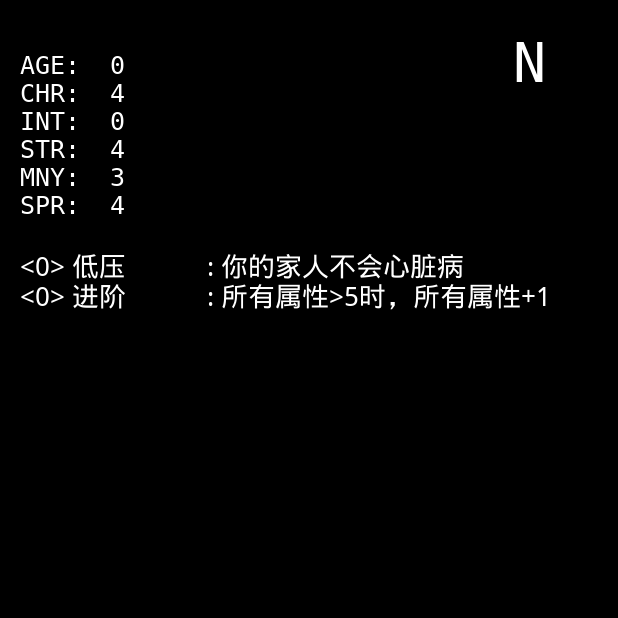 N
AGE: 0
CHR: 4
INT: 0
STR: 4
MNY: 3
SPR: 4
<O> 低压 : 你的家人不会心脏病
<O> 进阶 : 所有属性>5时，所有属性+1